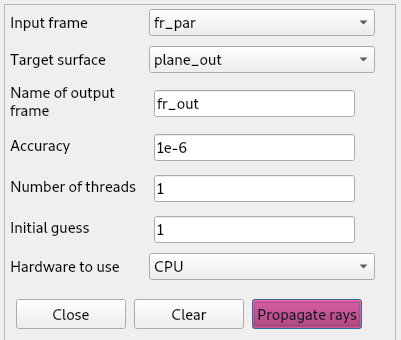 Input frame fr_par
Target surface plane_out
Name of output
frame fr_out
Accuracy 1e-6
Number of threads 1
Initial guess 1
Hardware to use CPU
Close Clear Propagate rays